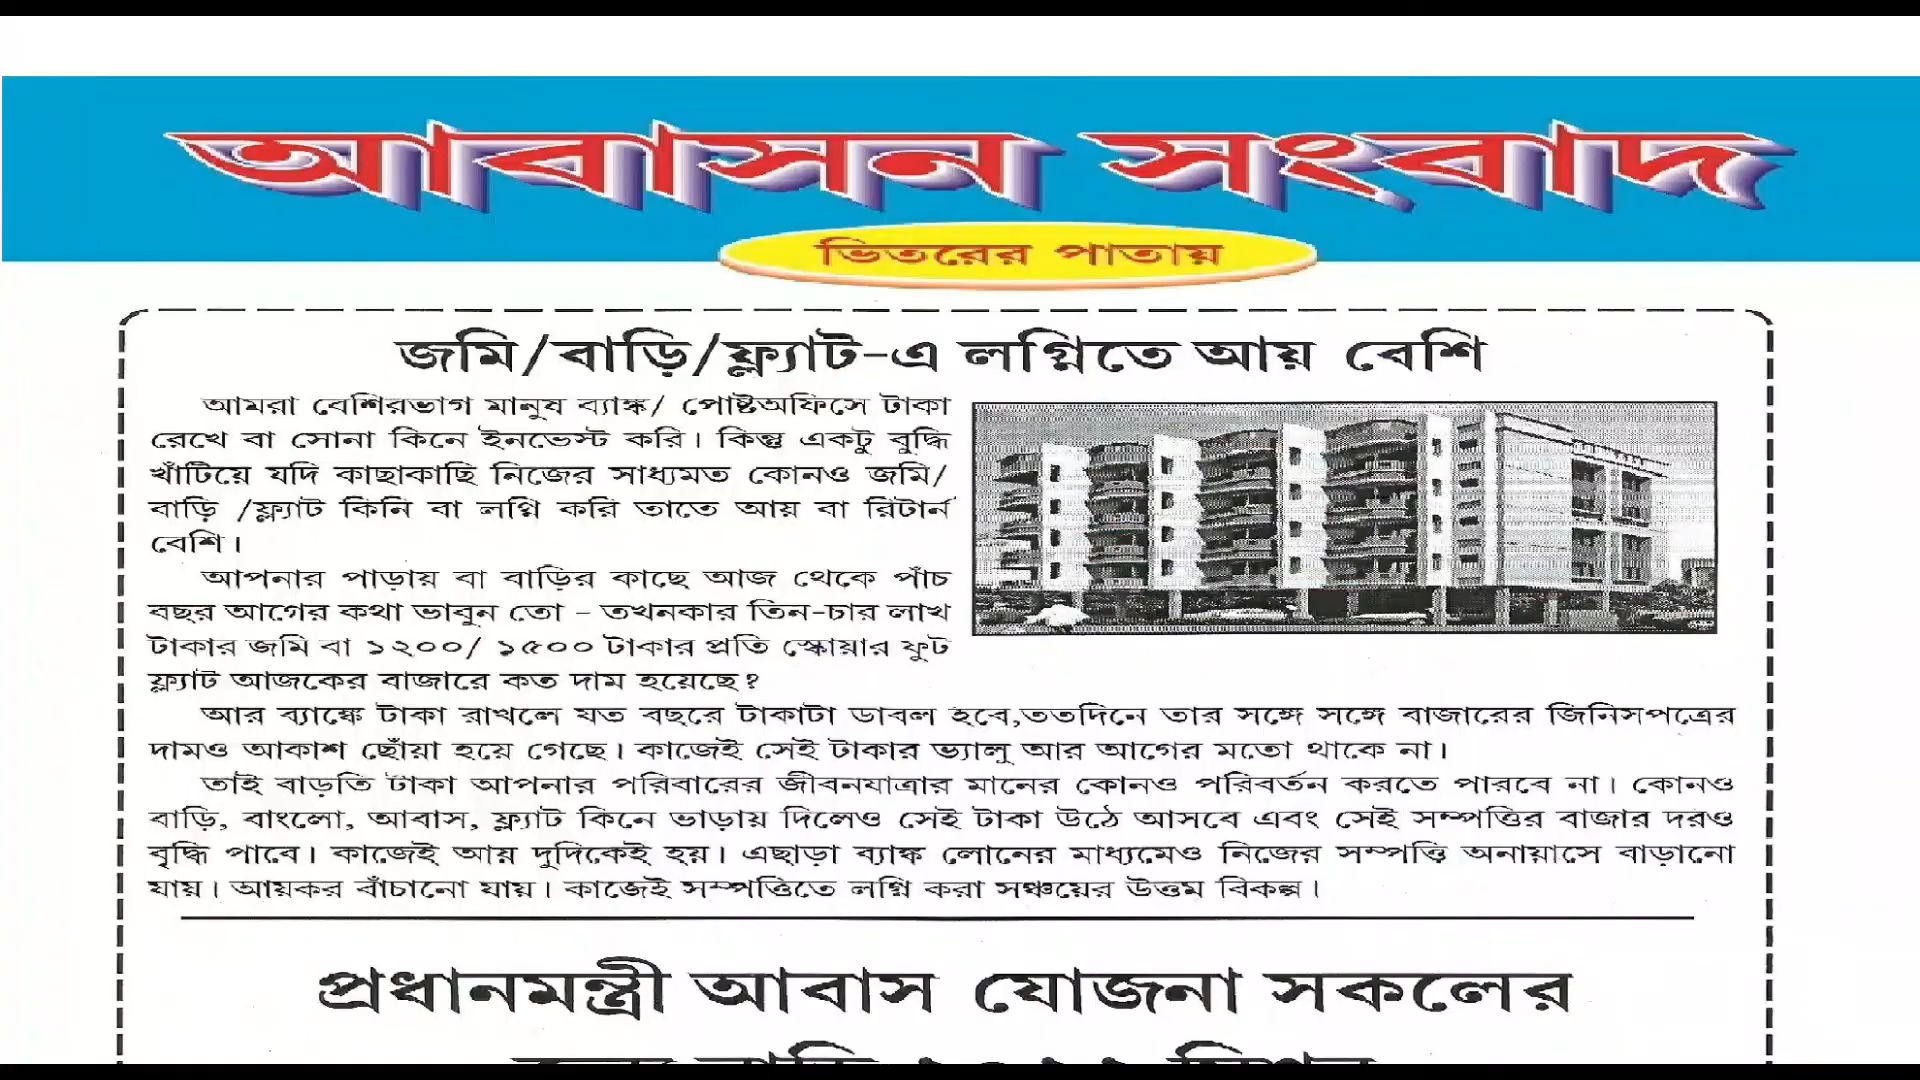 আবাসন সংবাদ
ভিতরের পাতায়
জমি/বাড়ি/ফ্ল্যাট-এ লগ্নিতে আয় বেশি
আমরা বেশিরভাগ মানুষ ব্যাঙ্ক/ পোষ্টঅফিসে টাকা
রেখে বা সোনা কিনে ইনভেস্ট করি। কিন্তু একটু বুদ্ধি
খাঁটিয়ে যদি কাছাকাছি নিজের সাধ্যমত কোনও জমি/
বাড়ি /ফ্ল্যাট কিনি বা লগ্নি করি তাতে আয় বা রিটার্ন
বেশি।
আপনার পাড়ায় বা বাড়ির কাছে আজ থেকে পাঁচ
বছর আগের কথা ভাবুন তো - তখনকার তিন-চার লাখ
টাকার জমি বা ১২০০/ ১৫০০ টাকার প্রতি স্কোয়ার ফুট
ফ্ল্যাট আজকের বাজারে কত দাম হয়েছে?
আর ব্যাঙ্কে টাকা রাখলে যত বছরে টাকাটা ডাবল হবে,ততদিনে তার সঙ্গে সঙ্গে বাজারের জিনিসপত্রের
দামও আকাশ ছোঁয়া হয়ে গেছে। কাজেই সেই টাকার ভ্যালু আর আগের মতো থাকে না।
তাই বাড়তি টাকা আপনার পরিবারের জীবনযাত্রার মানের কোনও পরিবর্তন করতে পারবে না। কোনও
বাড়ি, বাংলো, আবাস, ফ্ল্যাট কিনে ভাড়ায় দিলেও সেই টাকা উঠে আসবে এবং সেই সম্পত্তির বাজার দরও
বৃদ্ধি পাবে। কাজেই আয় দুদিকেই হয়। এছাড়া ব্যাঙ্ক লোনের মাধ্যমেও নিজের সম্পত্তি অনায়াসে বাড়ানো
যায়। আয়কর বাঁচানো যায়। কাজেই সম্পত্তিতে লগ্নি করা সঞ্চয়ের উত্তম বিকল্প।
প্রধানমন্ত্রী আবাস যোজনা সকলের